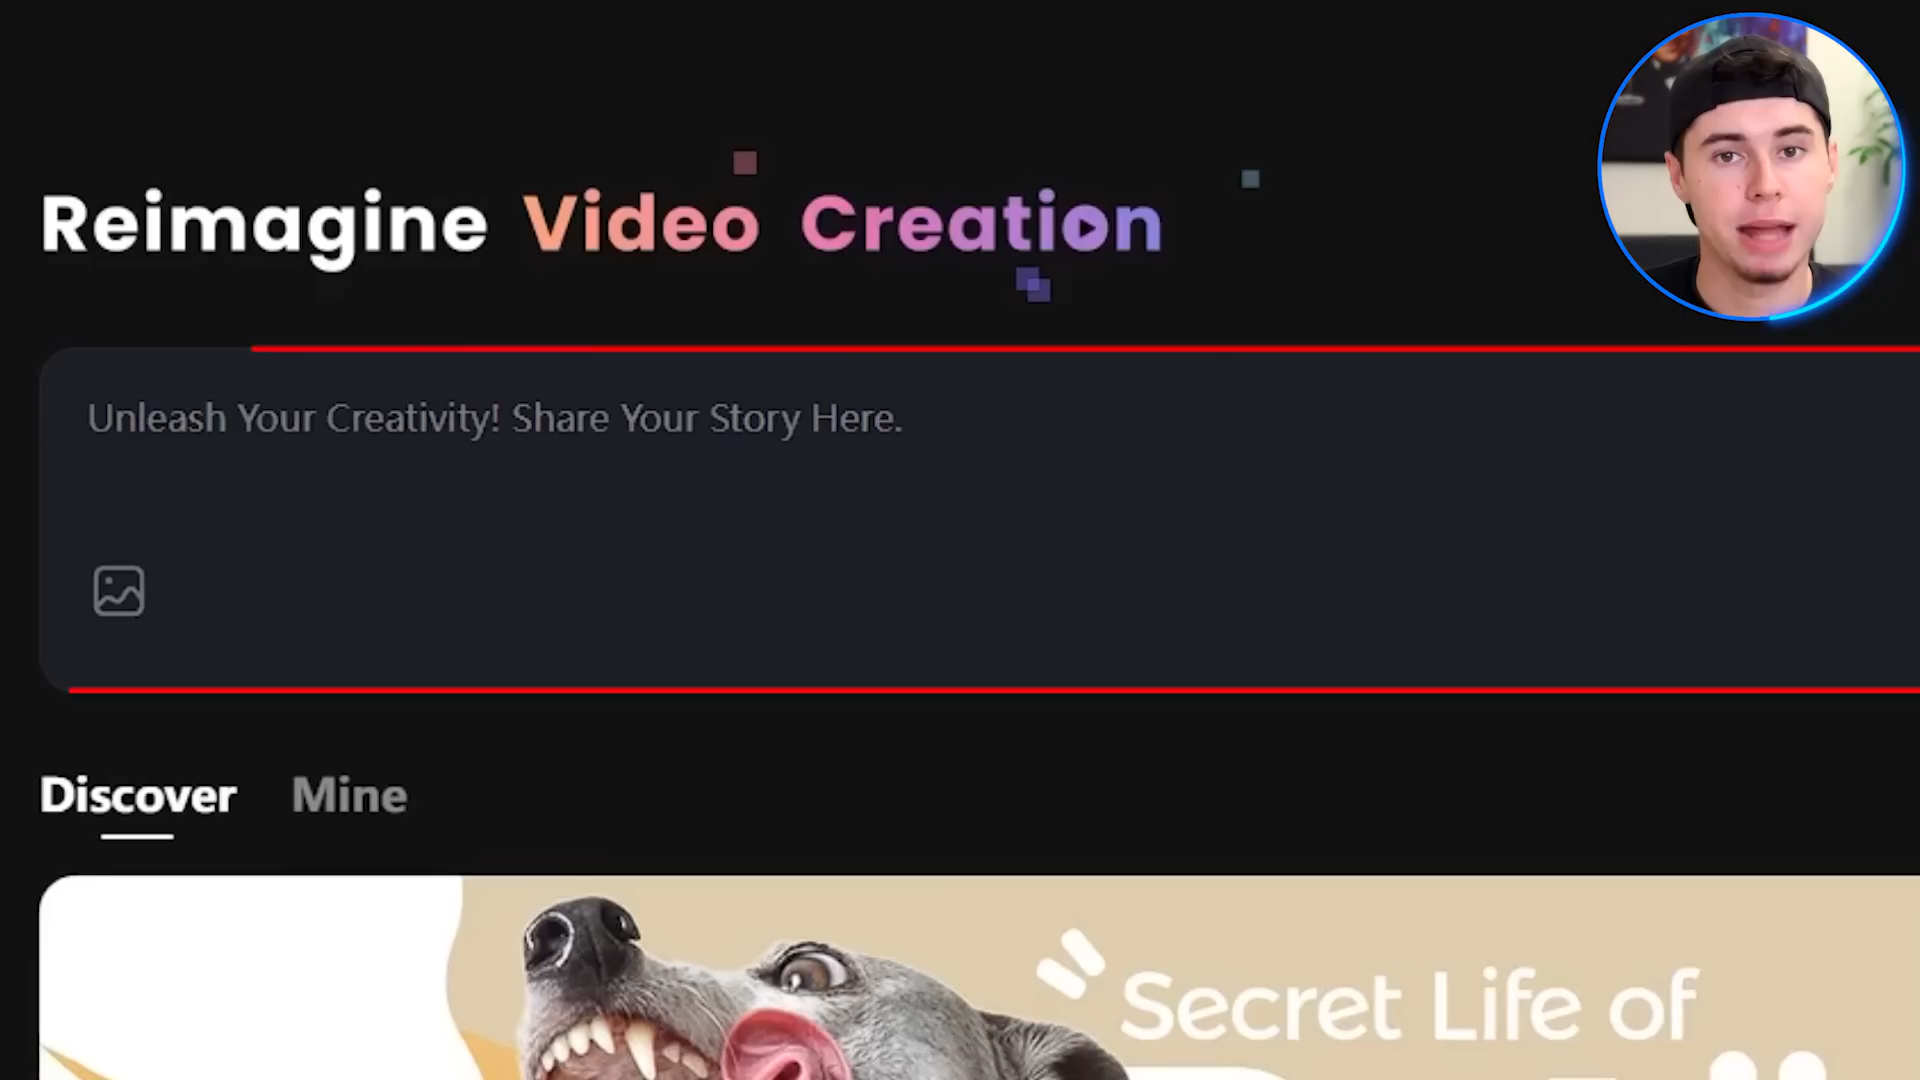 Reimagine Video Creation
Unleash Your Creativity! Share Your Story Here.
Discover Mine
Secret Life of